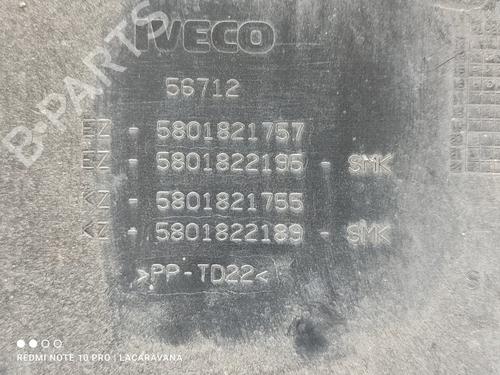 IVECO
56712
EZ - 5801821757
EZ - 5801822195 - SMK
KZ - 5801821755
KZ - 5801822189 - SMK
>PP-TD22<
S
B-PARTS
REDMI NOTE 10 PRO | LACARAVANA